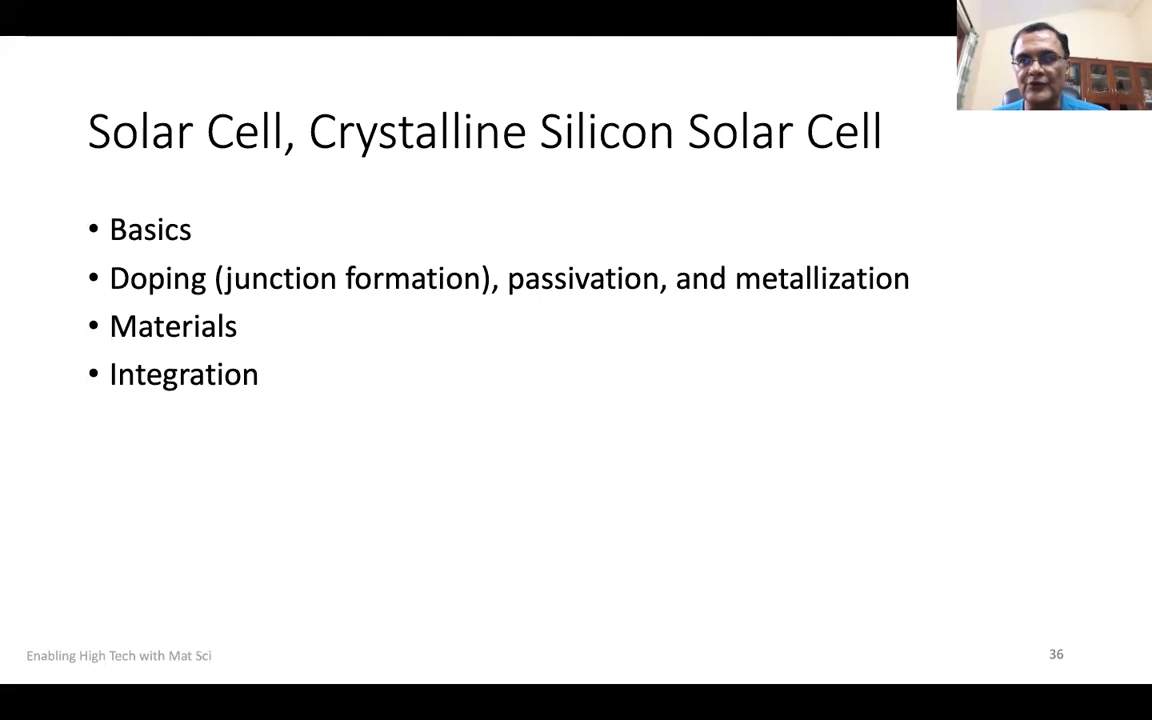 Solar Cell, Crystalline Silicon Solar Cell
• Basics
• Doping (junction formation), passivation, and metallization
• Materials
• Integration
Enabling High Tech with Mat Sci
36